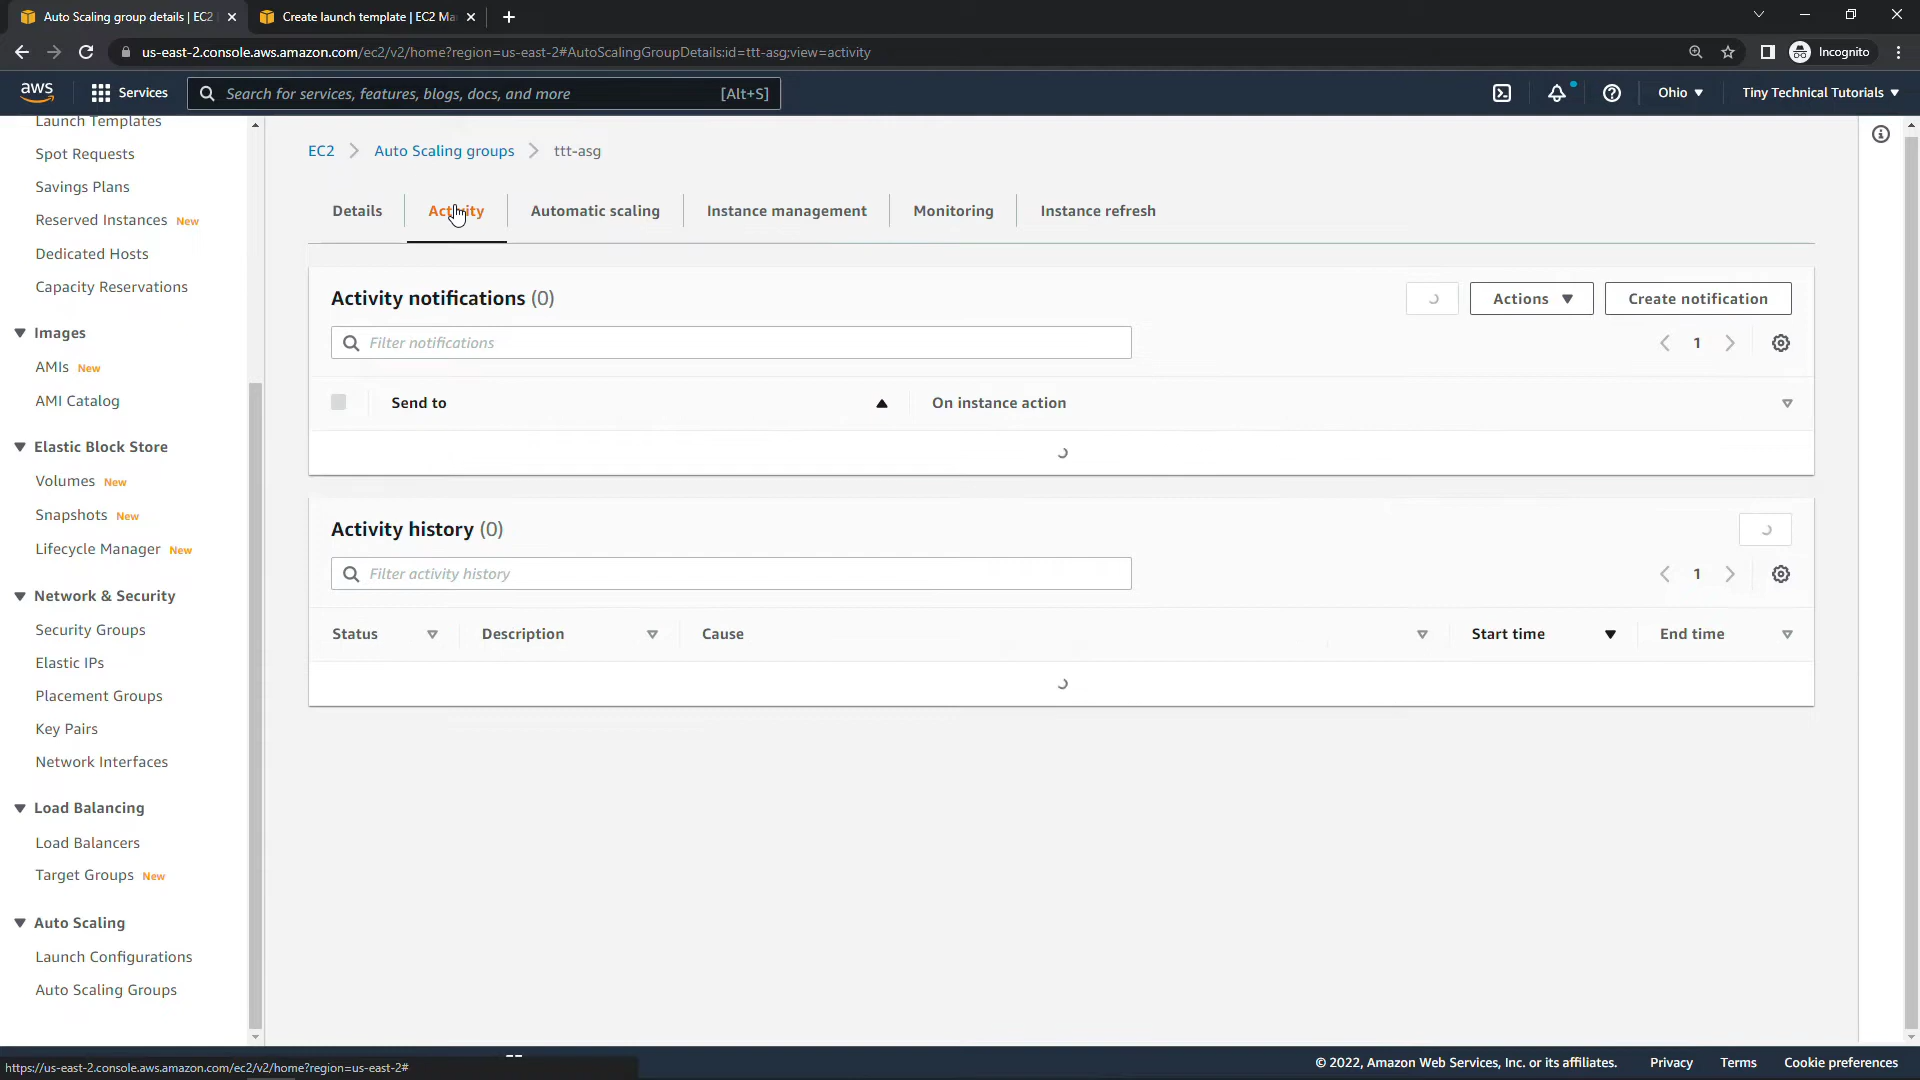 Auto Scaling group details | EC2
Create launch template | EC2 Ma
us-east-2.console.aws.amazon.com/ec2/v2/home?region=us-east-2#AutoScalingGroupDetails:id=ttt-asg;view=activity
Incognito
aws
Services
Search for services, features, blogs, docs, and more
[Alt+S]
Ohio
Tiny Technical Tutorials
Launch Templates
Spot Requests
Savings Plans
Reserved Instances New
Dedicated Hosts
Capacity Reservations
Images
AMIs New
AMI Catalog
Elastic Block Store
Volumes New
Snapshots New
Lifecycle Manager New
Network & Security
Security Groups
Elastic IPs
Placement Groups
Key Pairs
Network Interfaces
Load Balancing
Load Balancers
Target Groups New
Auto Scaling
Launch Configurations
Auto Scaling Groups
EC2
Auto Scaling groups
ttt-asg
Details
Activity
Automatic scaling
Instance management
Monitoring
Instance refresh
Activity notifications (0)
Actions
Create notification
Filter notifications
1
Send to
On instance action
Activity history (0)
Filter activity history
1
Status
Description
Cause
Start time
End time
https://us-east-2.console.aws.amazon.com/ec2/v2/home?region=us-east-2#
© 2022, Amazon Web Services, Inc. or its affiliates.
Privacy
Terms
Cookie preferences